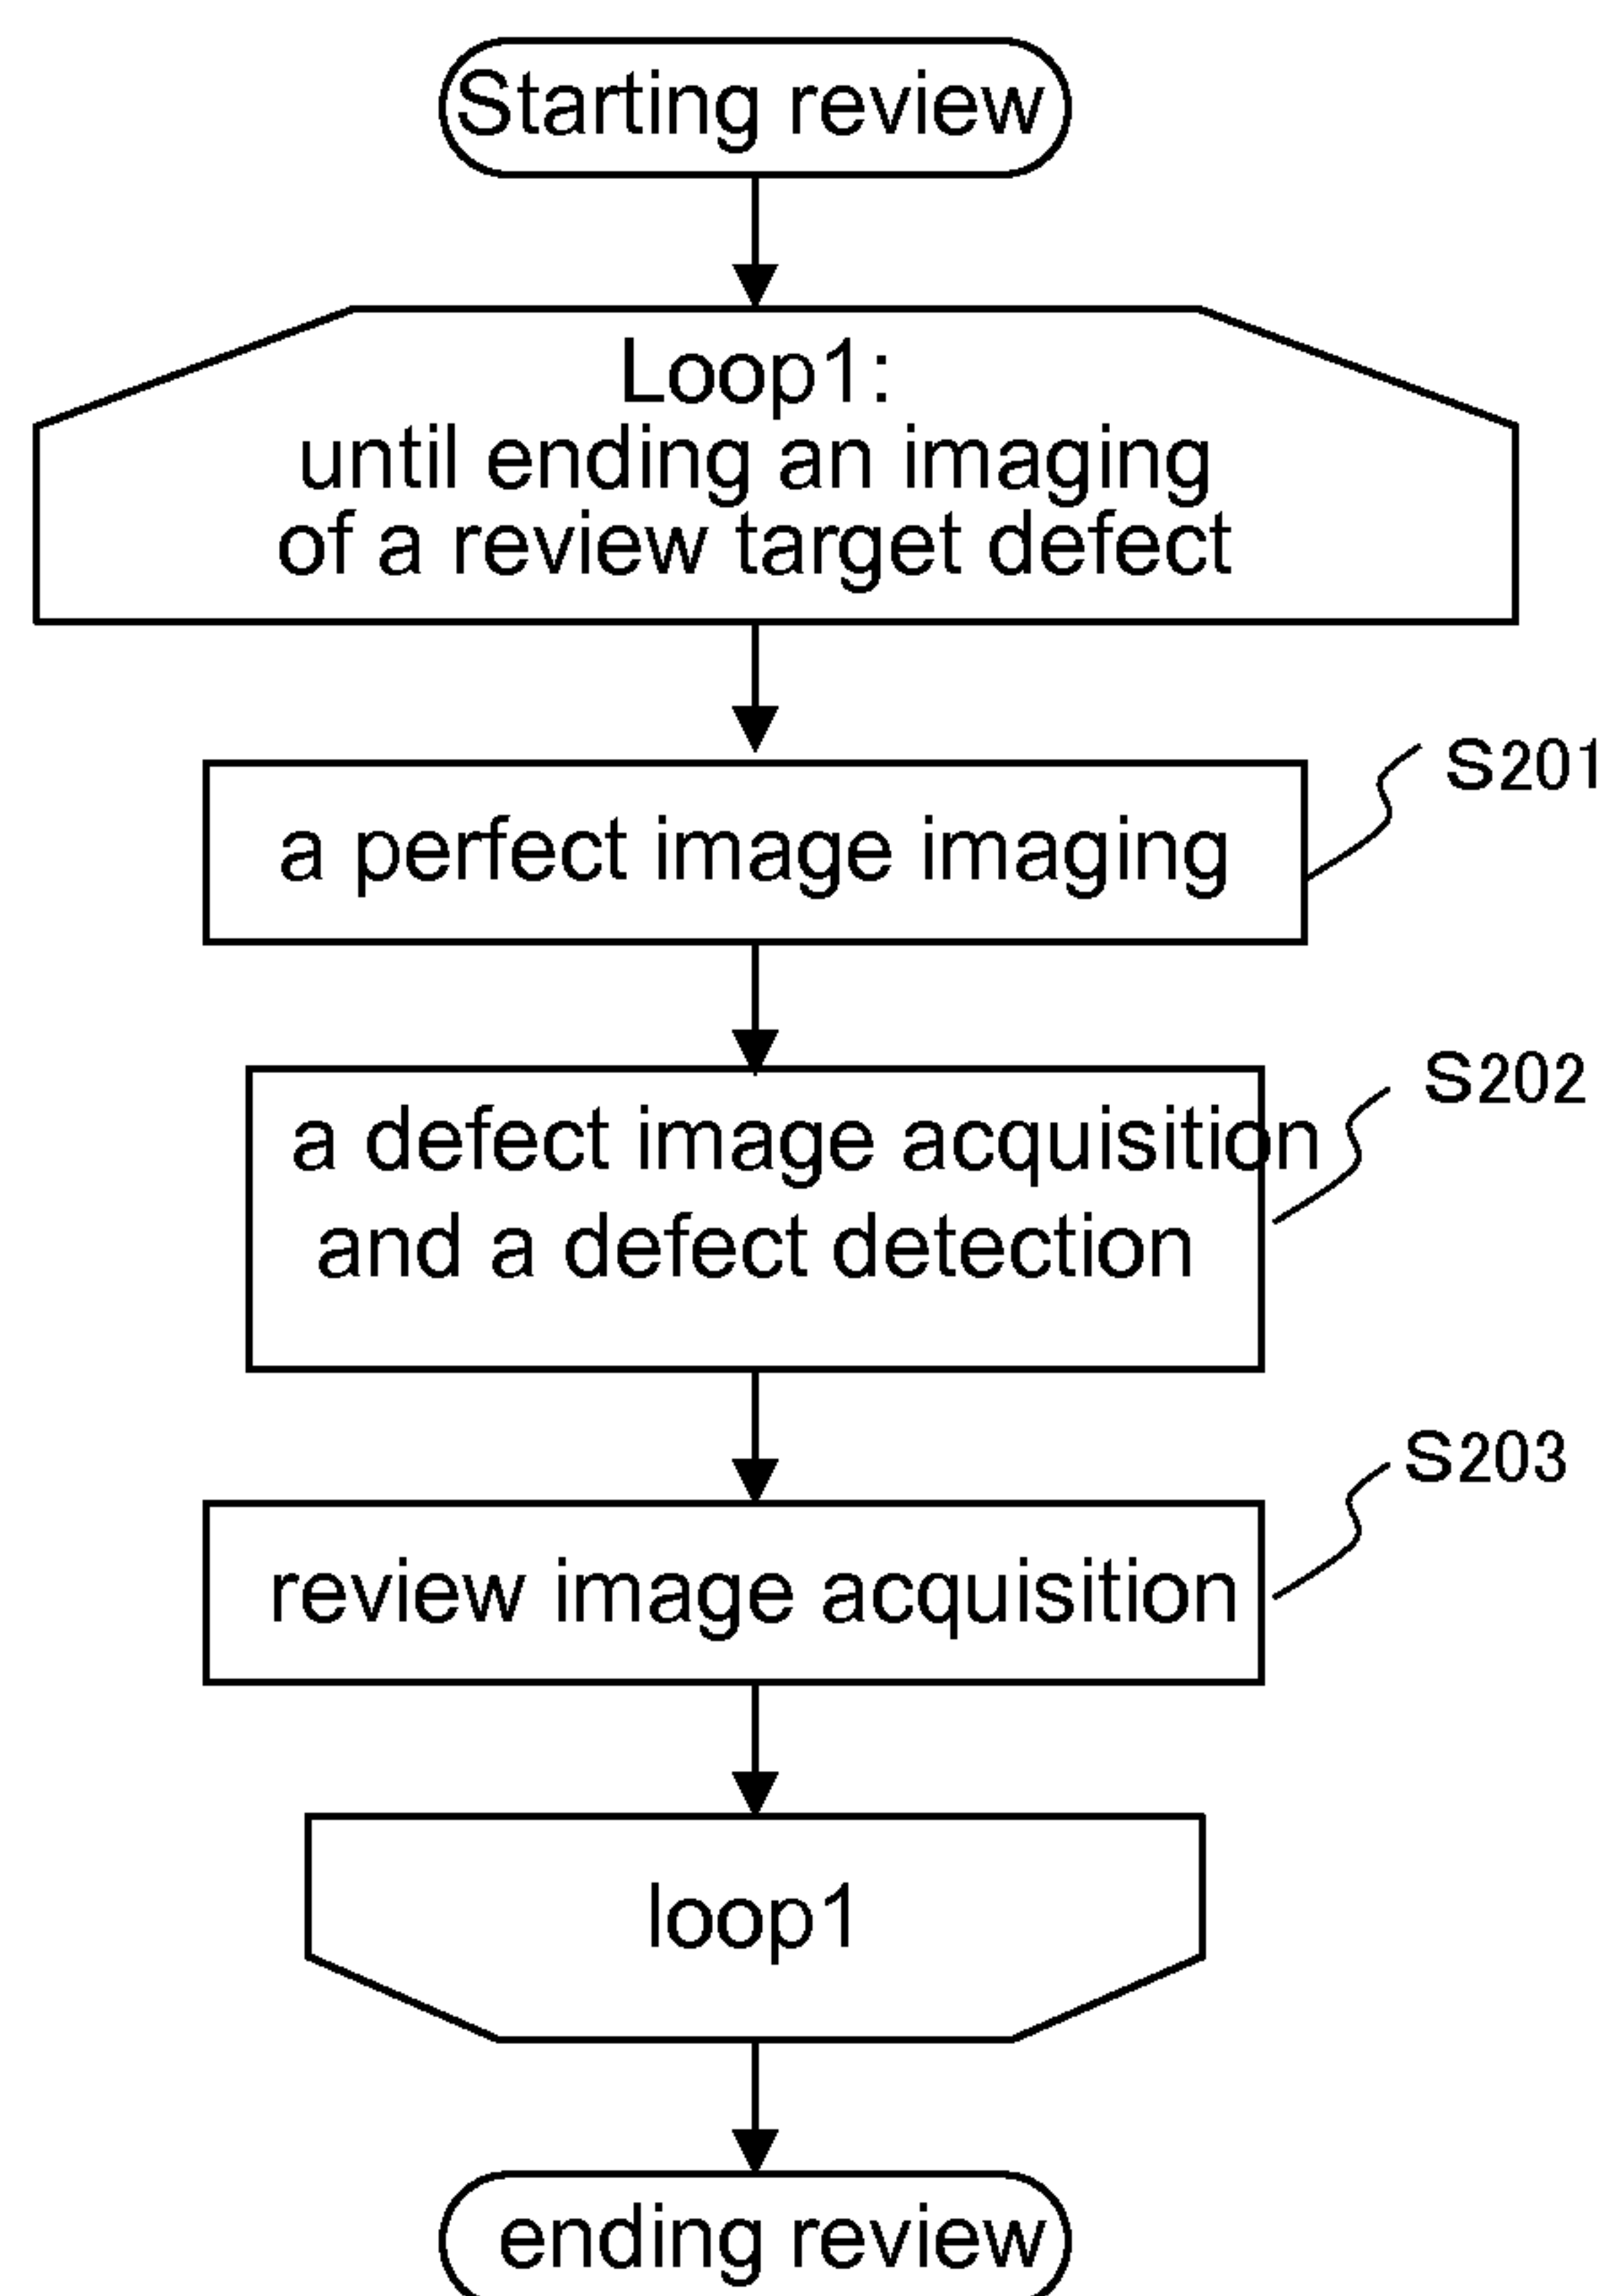 Starting review
Loop1:
until ending an imaging
of a review target defect
S201
a perfect image imaging
S202
a defect image acquisition
and a defect detection
S203
review image acquisition
loop1
ending review